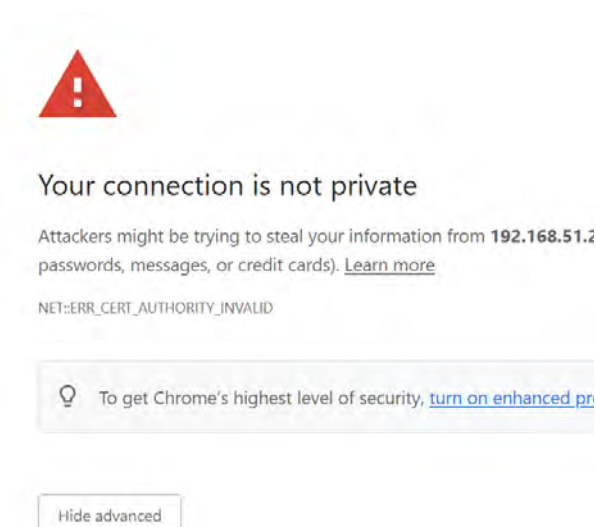 Your connection is not private
Attackers might be trying to steal your information from 192.168.51.2
passwords, messages, or credit cards). Learn more
NET::ERR_CERT_AUTHORITY_INVALID
To get Chrome's highest level of security, turn on enhanced pr
Hide advanced